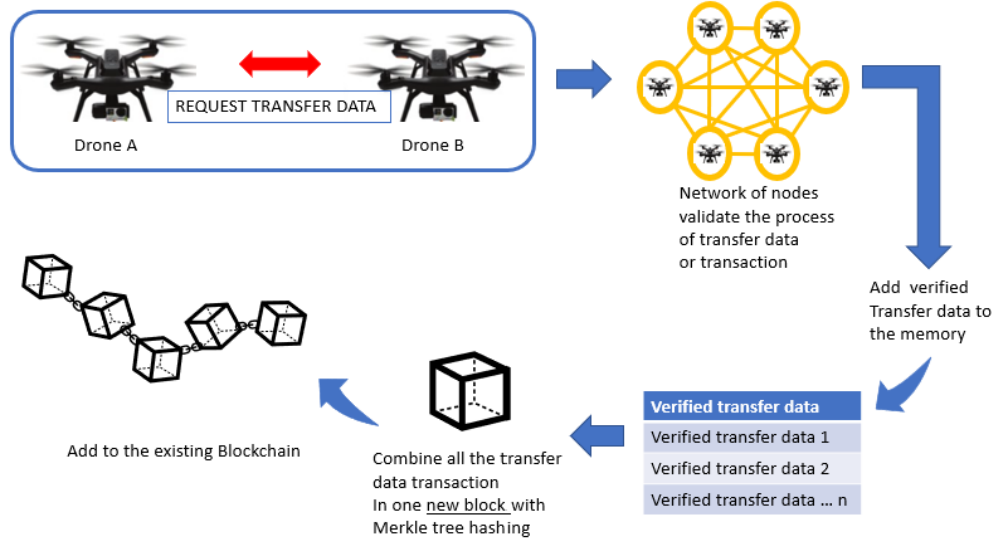 REQUEST TRANSFER DATA
Drone A
Drone B
Network of nodes
validate the process
of transfer data
or transaction
Add verified
Transfer data to
the memory
Verified transfer data
Verified transfer data 1
Verified transfer data 2
Verified transfer data ... n
Combine all the transfer
data transaction
In one new block with
Merkle tree hashing
Add to the existing Blockchain